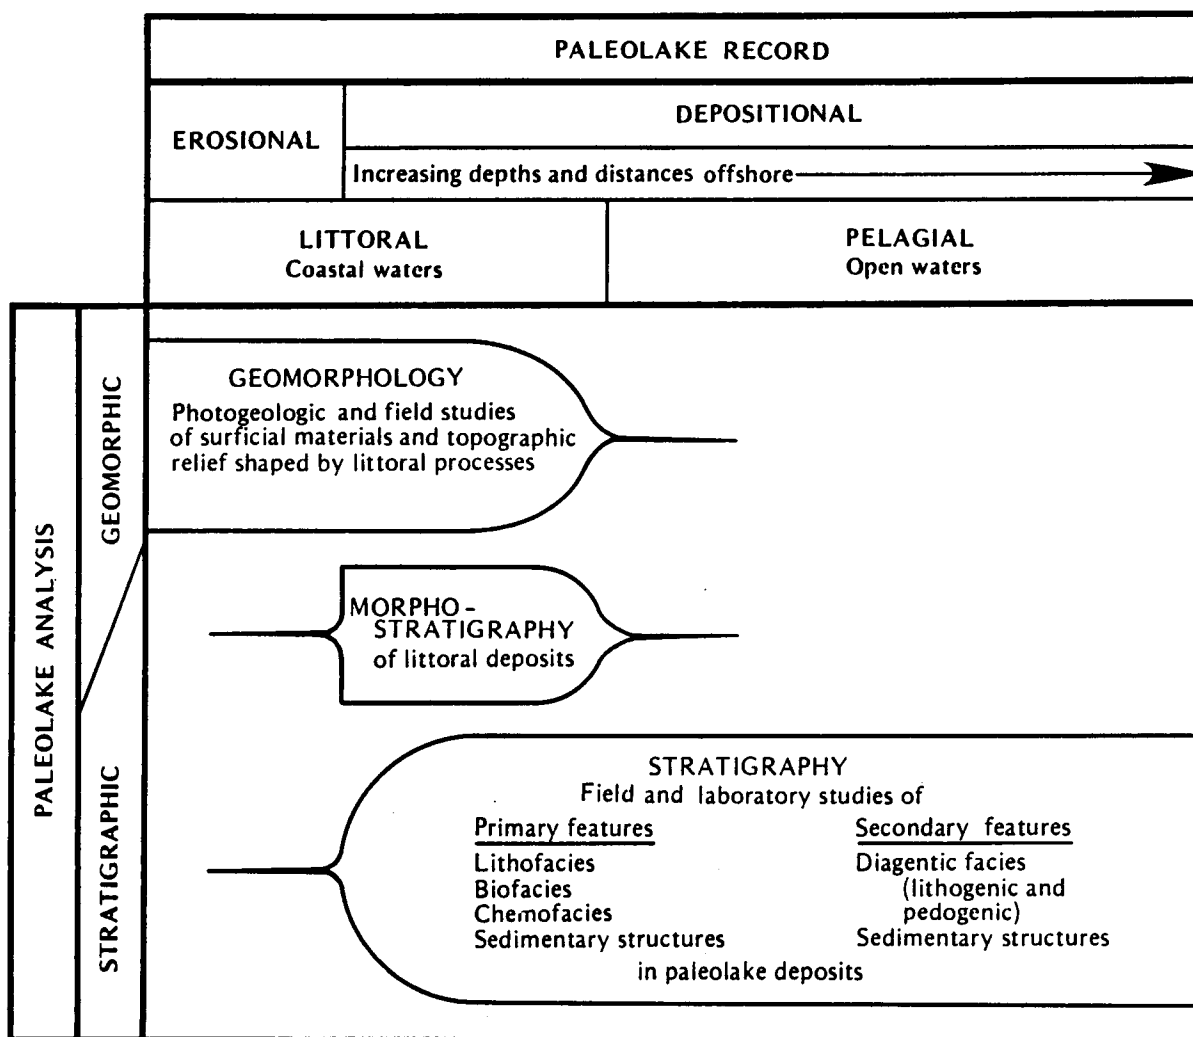 PALEOLAKE RECORD
EROSIONAL
DEPOSITIONAL
Increasing depths and distances offshore
LITTORAL
Coastal waters
PELAGIAL
Open waters
PALEOLAKE ANALYSIS
GEOMORPHIC
STRATIGRAPHIC
GEOMORPHOLOGY
Photogeologic and field studies
of surficial materials and topographic
relief shaped by littoral processes
MORPHO-
STRATIGRAPHY
of littoral deposits
STRATIGRAPHY
Field and laboratory studies of
Primary features
Lithofacies
Biofacies
Chemofacies
Sedimentary structures
Secondary features
Diagentic facies
(lithogenic and
pedogenic)
Sedimentary structures
in paleolake deposits